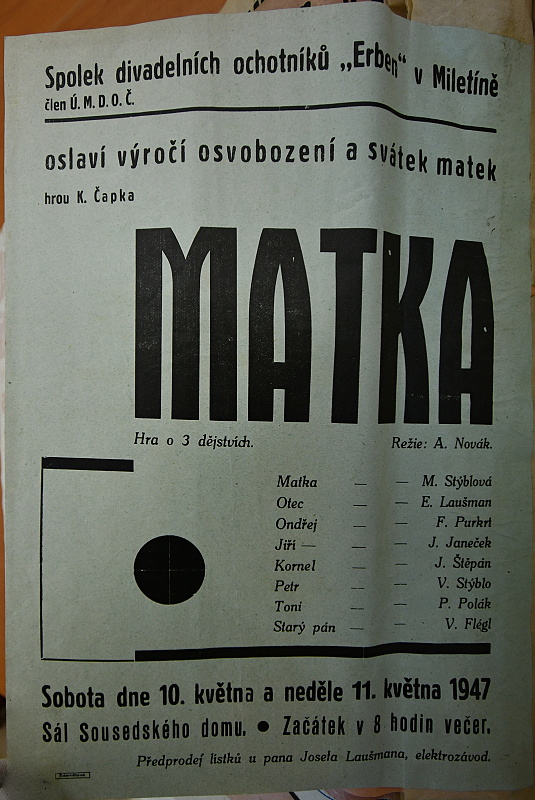 Spolek divadelních ochotníků „Erben“ v Miletíně
člen Ú. M. D. O. Č.
oslaví výročí osvobození a svátek matek
hrou K. Čapka
MATKA
Hra o 3 dějstvích. Režie: A. Novák.
Matka — — M. Stýblová
Otec — — E. Laušman
Ondřej — — F. Purkrt
Jiří — — J. Janeček
Kornel — — J. Štěpán
Petr — — V. Stýblo
Toni — — P. Polák
Starý pán — — V. Flégl
Sobota dne 10. května a neděle 11. května 1947
Sál Sousedského domu. ● Začátek v 8 hodin večer.
Předprodej lístků u pana Josefa Laušmana, elektrozávod.